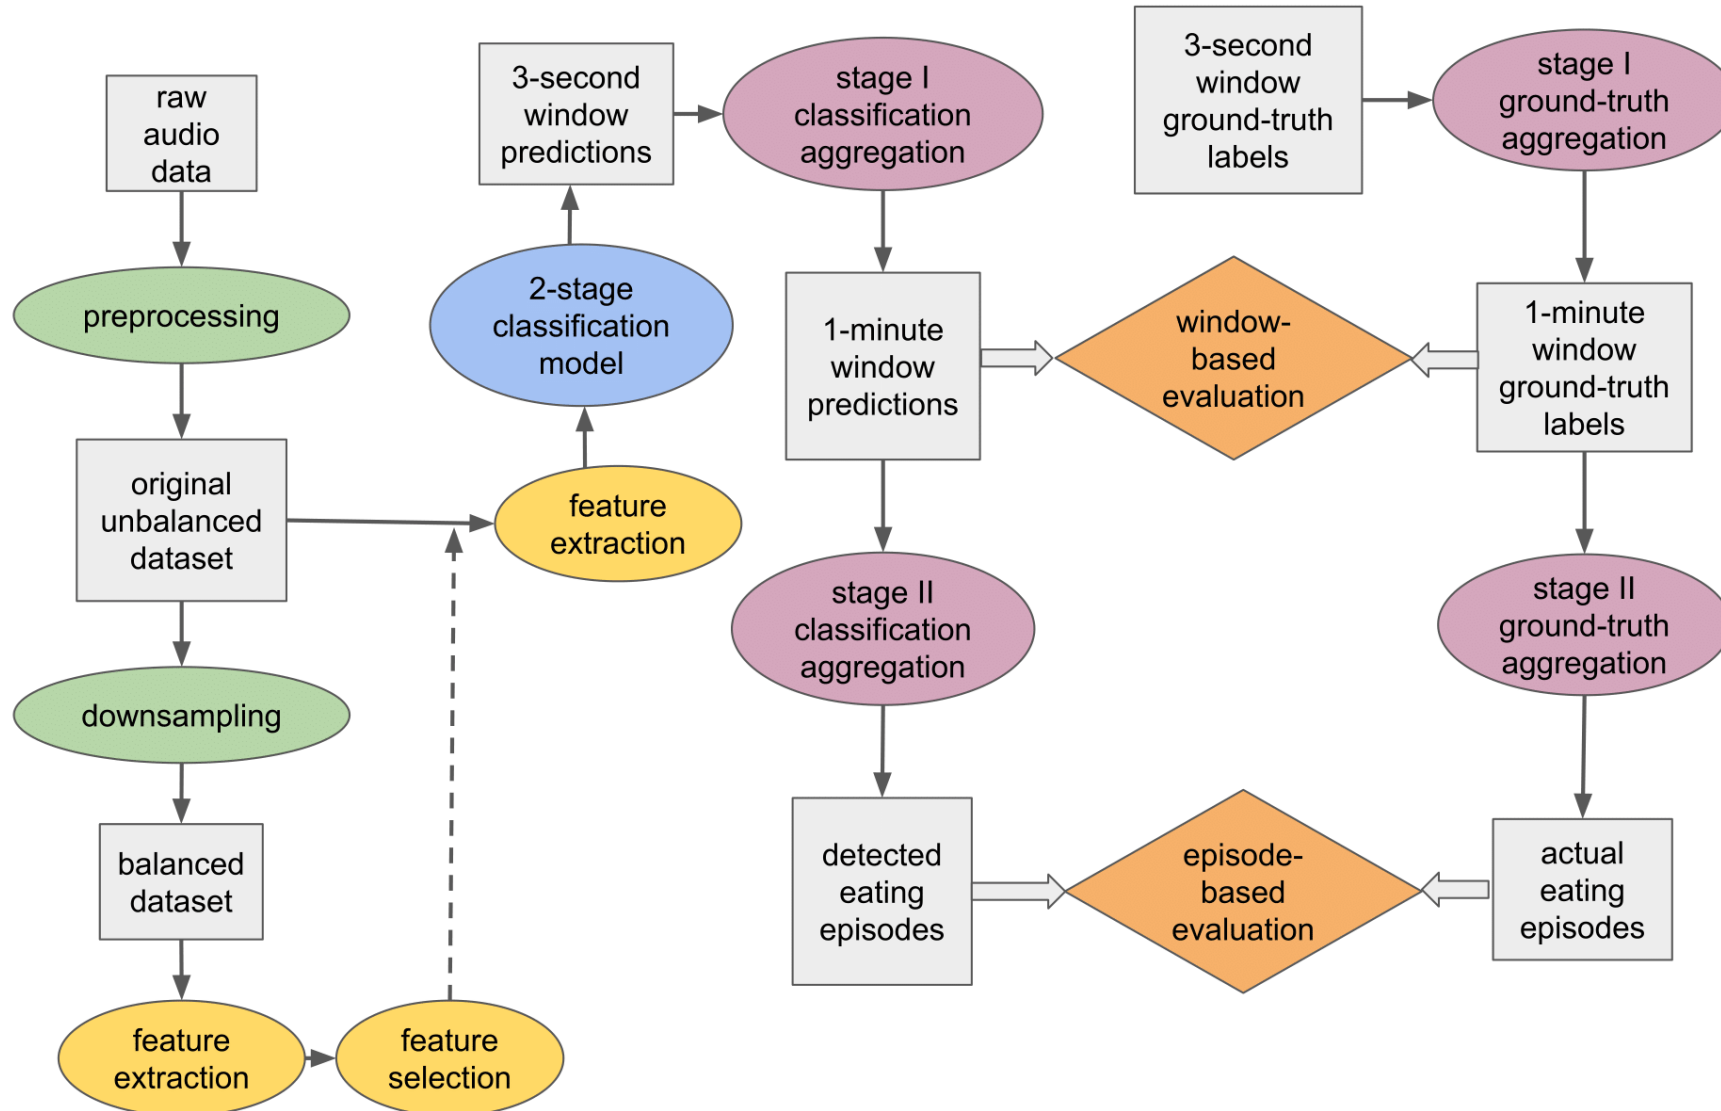 raw
audio
data
preprocessing
original
unbalanced
dataset
downsampling
balanced
dataset
feature
extraction
feature
selection
feature
extraction
2-stage
classification
model
3-second
window
predictions
stage I
classification
aggregation
1-minute
window
predictions
stage II
classification
aggregation
detected
eating
episodes
window-
based
evaluation
episode-
based
evaluation
3-second
window
ground-truth
labels
stage I
ground-truth
aggregation
1-minute
window
ground-truth
labels
stage II
ground-truth
aggregation
actual
eating
episodes